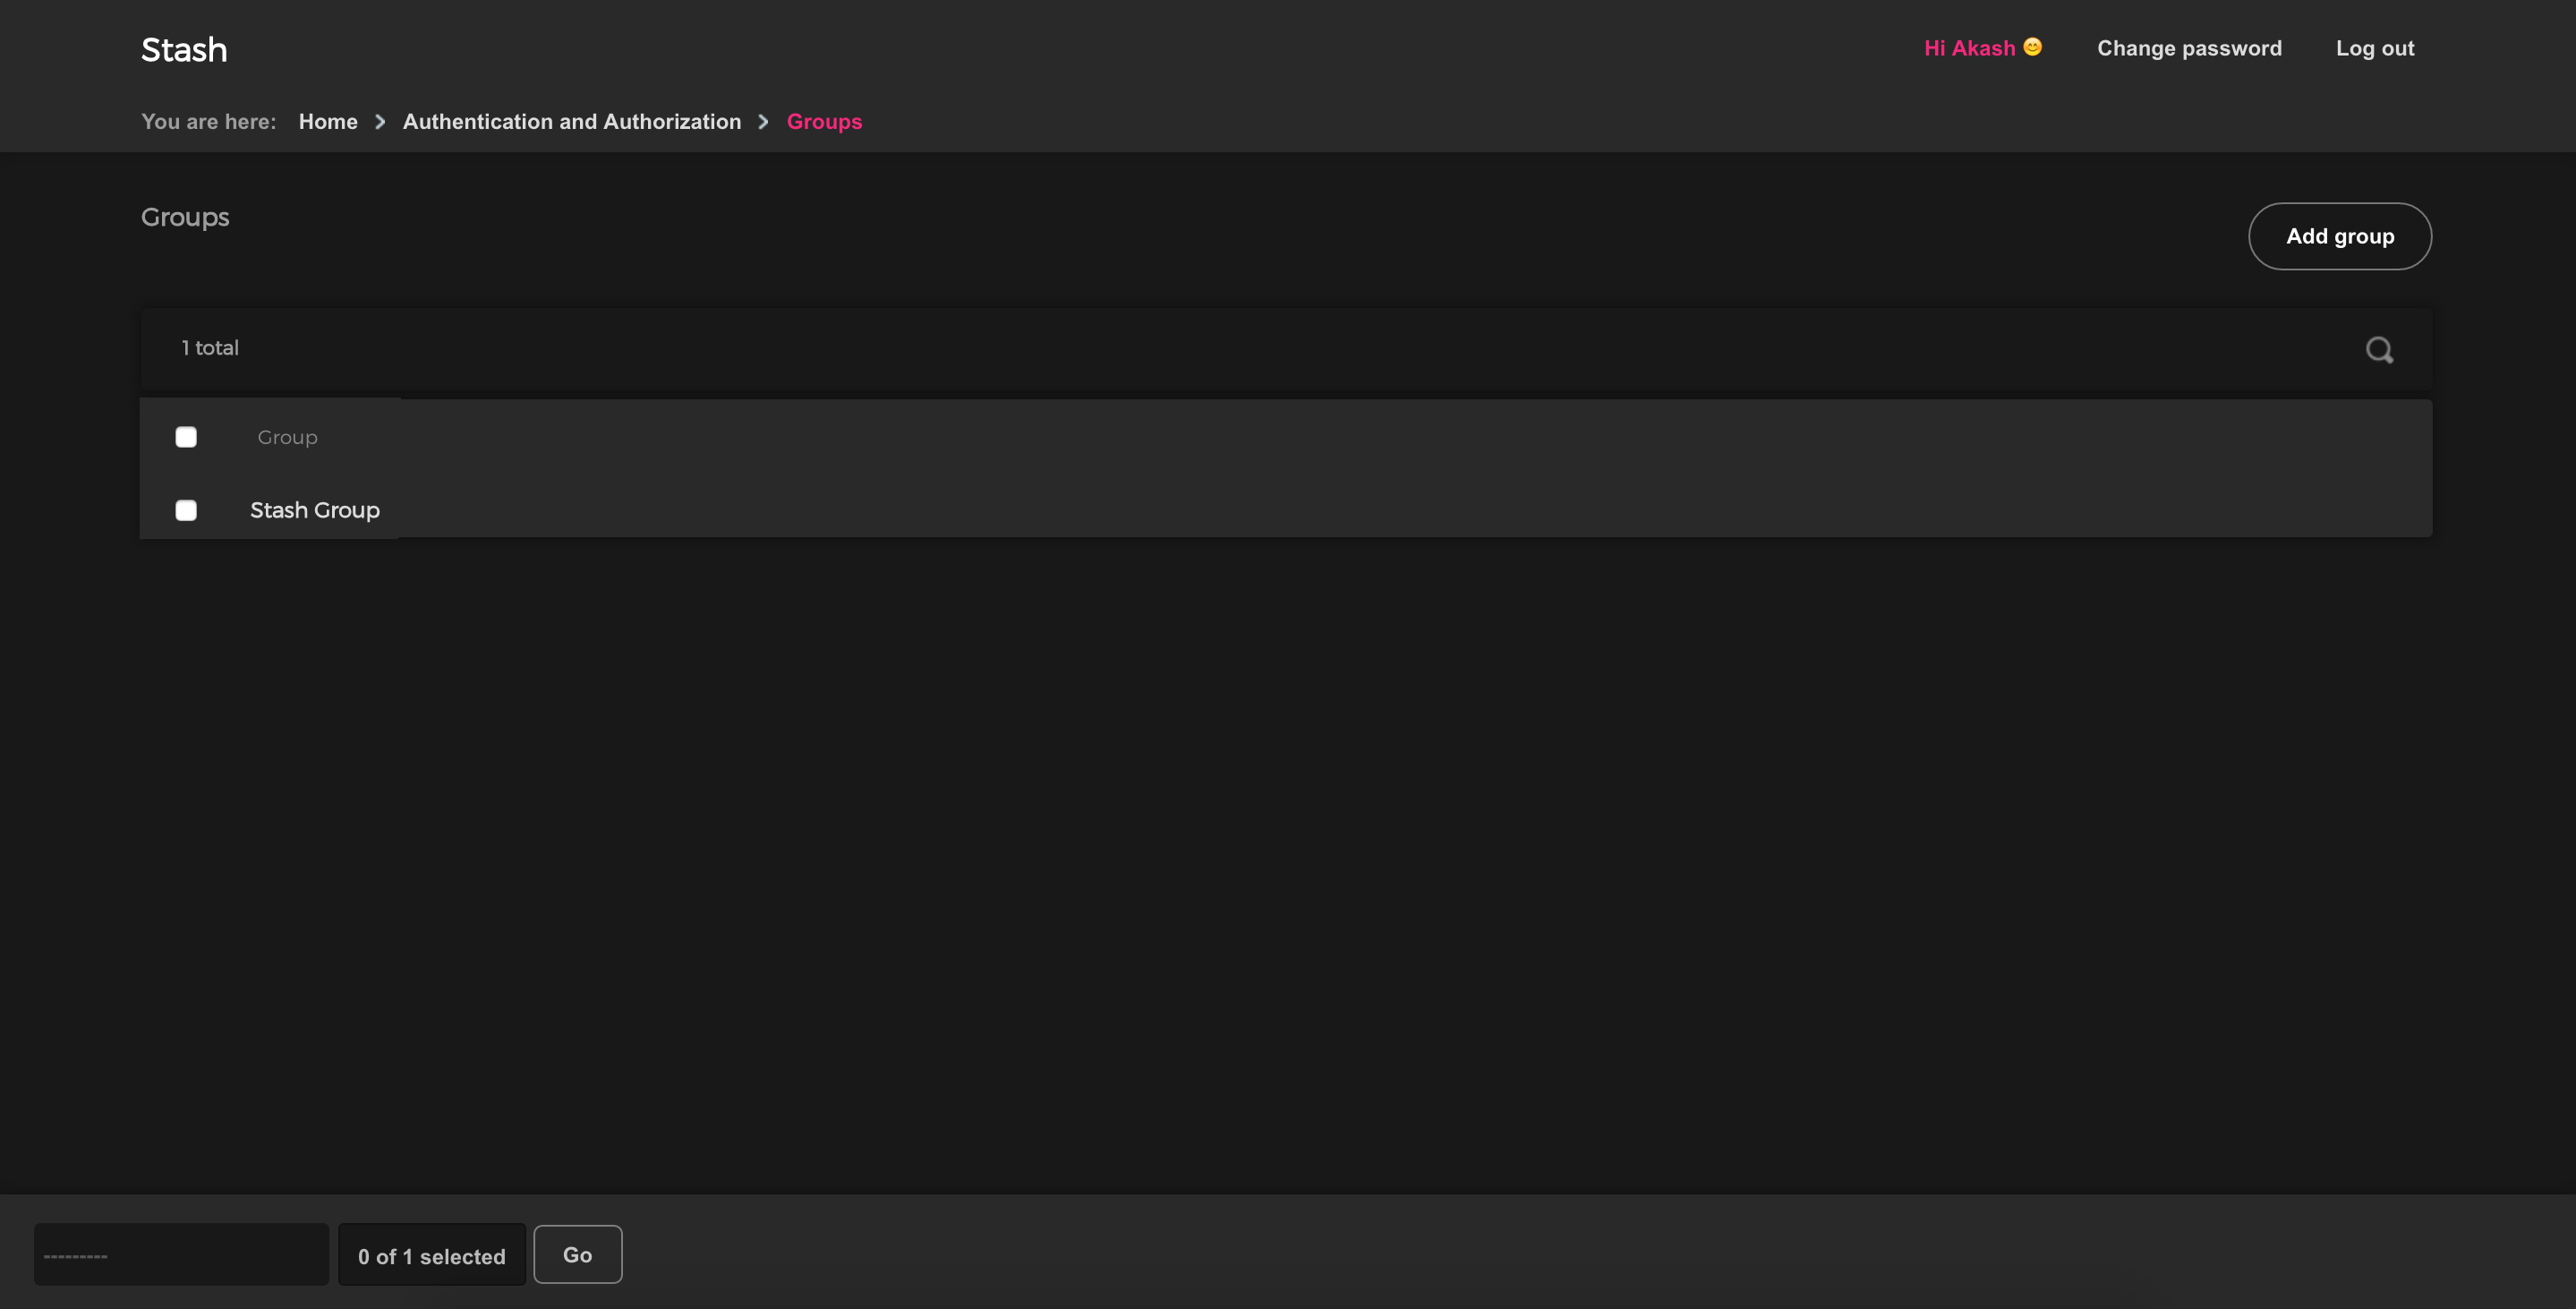 Stash
Hi Akash 😊 Change password Log out
You are here: Home > Authentication and Authorization > Groups
Groups
Add group
1 total
Group
Stash Group
---------
0 of 1 selected
Go